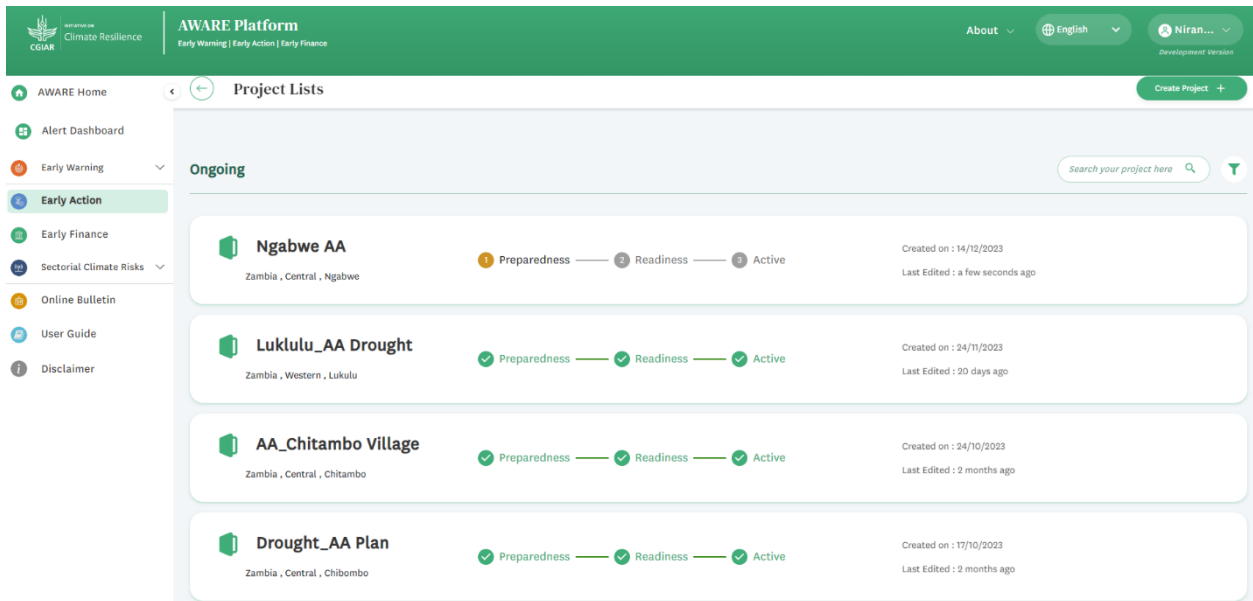 INITIATIVE ON
Climate Resilience
CGIAR
AWARE Platform
Early Warning | Early Action | Early Finance
About
English
Niran...
Development Version
AWARE Home
Project Lists
Create Project +
Alert Dashboard
Early Warning
Early Action
Early Finance
Sectorial Climate Risks
Online Bulletin
User Guide
Disclaimer
Ongoing
Search your project here
Ngabwe AA
Zambia , Central , Ngabwe
1 Preparedness 2 Readiness 3 Active
Created on : 14/12/2023
Last Edited : a few seconds ago
Luklulu_AA Drought
Zambia , Western , Lukulu
Preparedness Readiness Active
Created on : 24/11/2023
Last Edited : 20 days ago
AA_Chitambo Village
Zambia , Central , Chitambo
Preparedness Readiness Active
Created on : 24/10/2023
Last Edited : 2 months ago
Drought_AA Plan
Zambia , Central , Chibombo
Preparedness Readiness Active
Created on : 17/10/2023
Last Edited : 2 months ago